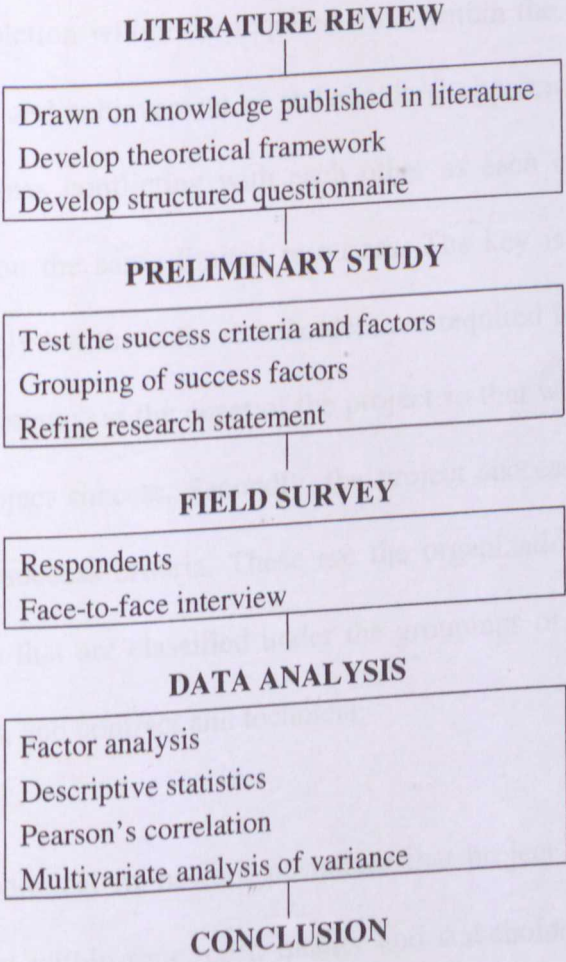 LITERATURE REVIEW
Drawn on knowledge published in literature
Develop theoretical framework
Develop structured questionnaire
PRELIMINARY STUDY
Test the success criteria and factors
Grouping of success factors
Refine research statement
FIELD SURVEY
Respondents
Face-to-face interview
DATA ANALYSIS
Factor analysis
Descriptive statistics
Pearson's correlation
Multivariate analysis of variance
CONCLUSION